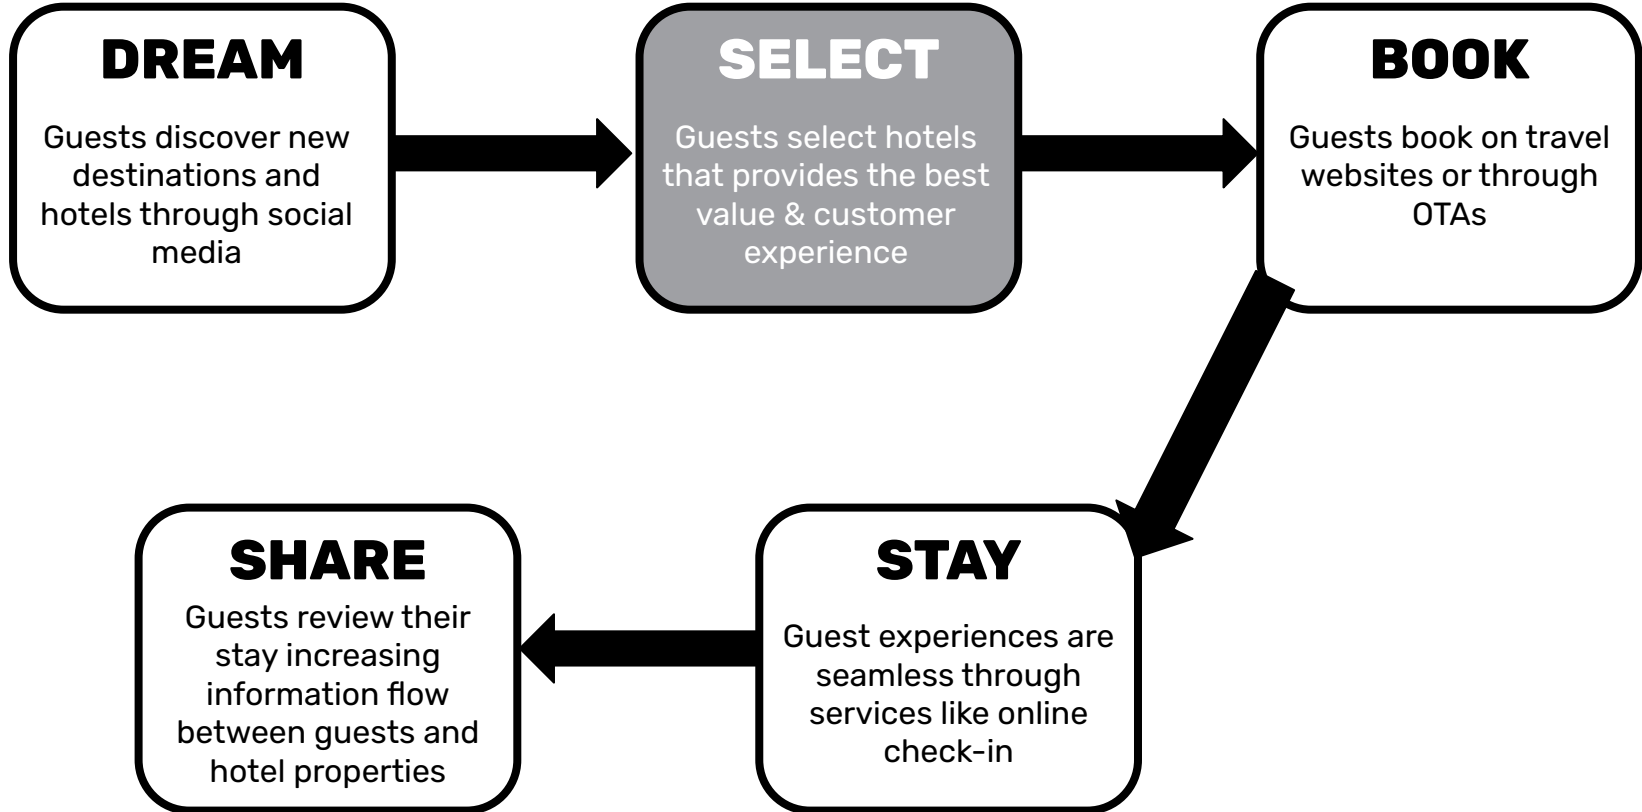 DREAM
Guests discover new
destinations and
hotels through social
media
SELECT
Guests select hotels
that provides the best
value & customer
experience
BOOK
Guests book on travel
websites or through
OTAs
STAY
Guest experiences are
seamless through
services like online
check-in
SHARE
Guests review their
stay increasing
information flow
between guests and
hotel properties